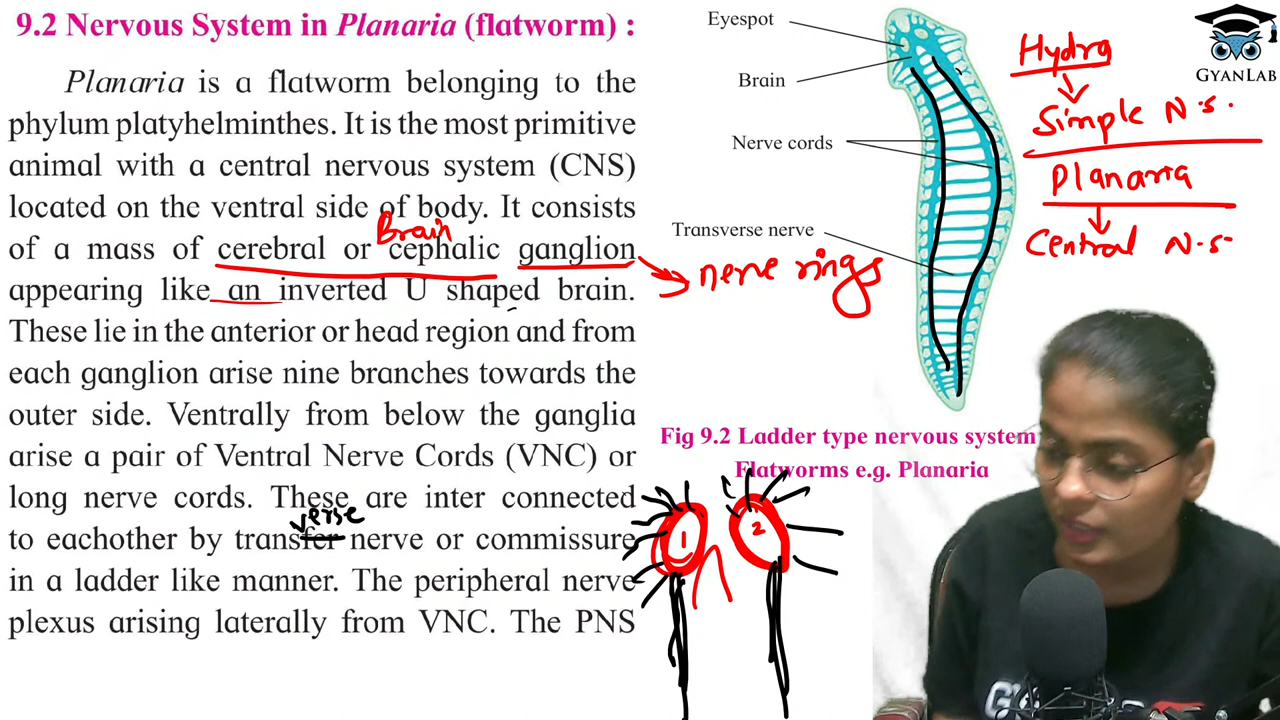 9.2 Nervous System in Planaria (flatworm) :
Planaria is a flatworm belonging to the
phylum platyhelminthes. It is the most primitive
animal with a central nervous system (CNS)
located on the ventral side of body. It consists
Brain
of a mass of cerebral or cephalic ganglion
appearing like an inverted U shaped brain.
These lie in the anterior or head region and from
each ganglion arise nine branches towards the
outer side. Ventrally from below the ganglia
arise a pair of Ventral Nerve Cords (VNC) or
long nerve cords. These are inter connected
verse
to eachother by transfer nerve or commissure
in a ladder like manner. The peripheral nerve
plexus arising laterally from VNC. The PNS
Eyespot
Brain
Nerve cords
Transverse nerve
nerve rings
Fig 9.2 Ladder type nervous system
Flatworms e.g. Planaria
1
2
Hydra
Simple N.S.
Planaria
Central N.S
GYANLAB